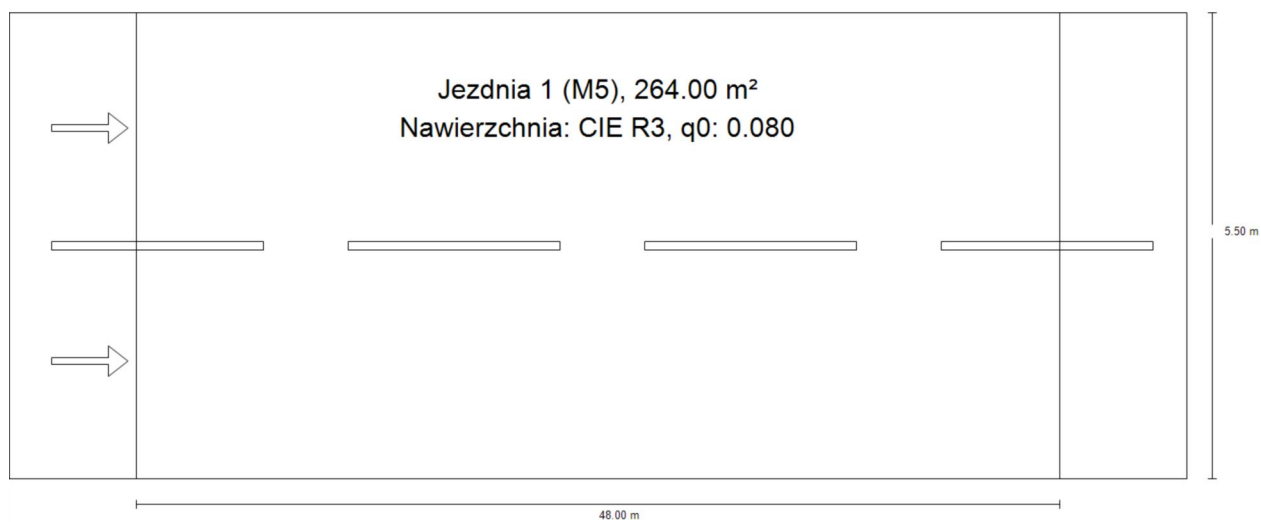 Jezdnia 1 (M5), 264.00 m²
Nawierzchnia: CIE R3, q0: 0.080
5.50 m
48.00 m